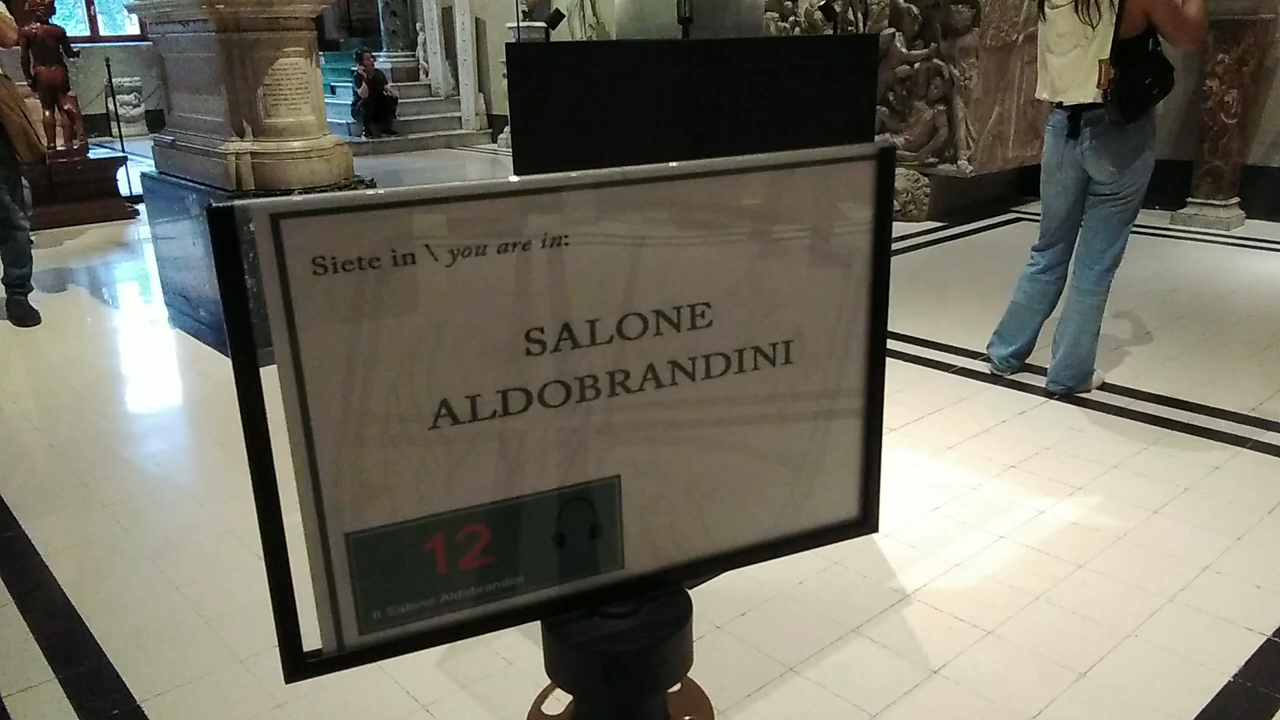 Siete in \ you are in:
SALONE
ALDOBRANDINI
12
Il Salone Aldobrandini